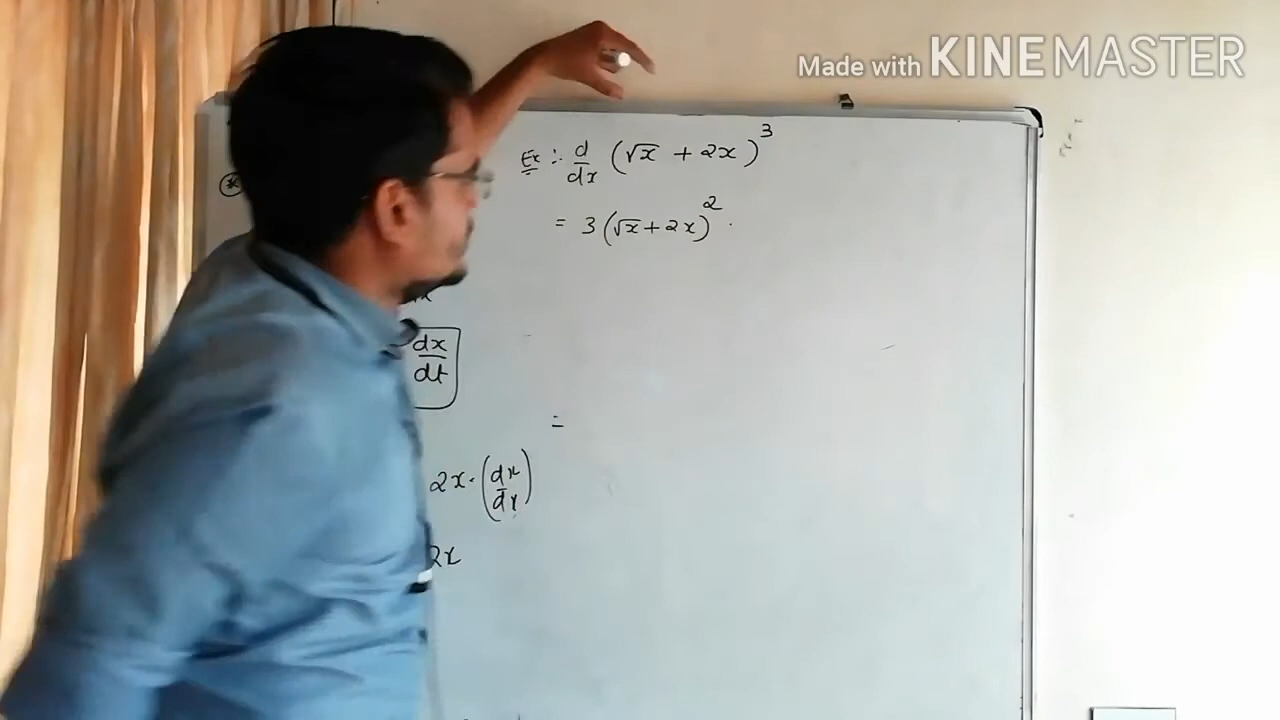 Made with KINEMASTER
Ex :- d/dx (√x + 2x)^3
= 3(√x + 2x)^2 .
dx/dt
=
2x · (dx/dx)
2x